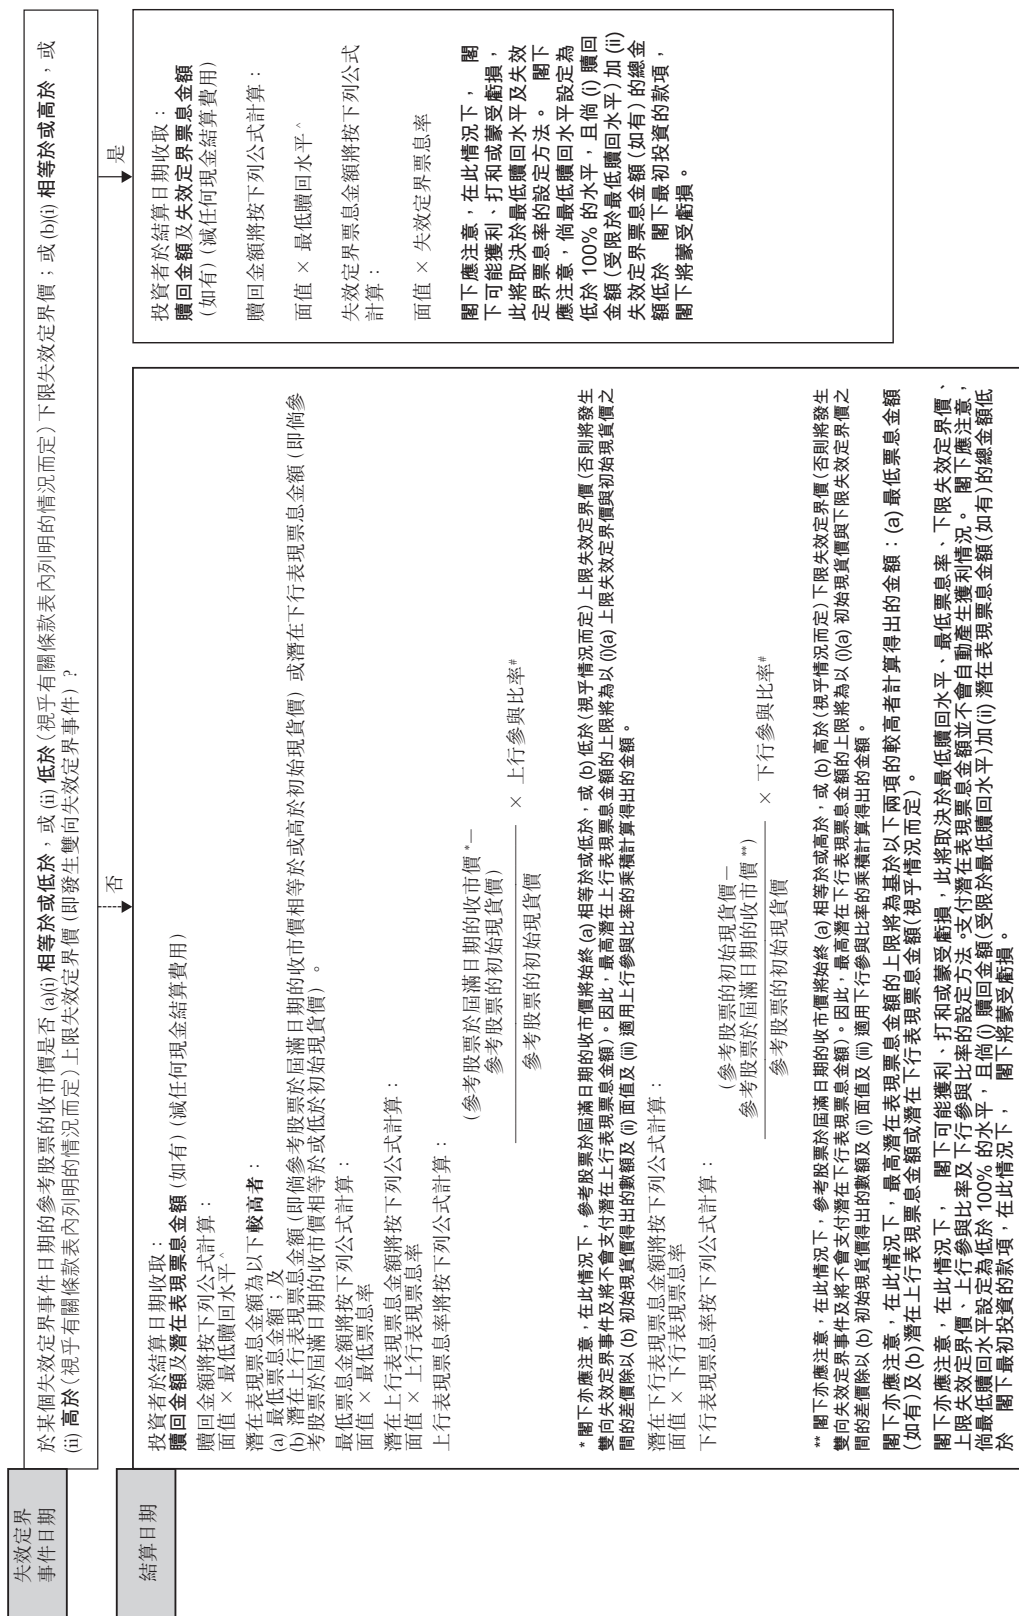 失效定界
事件日期
於某個失效定界事件日期的參考股票的收市價是否 (a)(i) 相等於或低於，或 (ii) 低於 (視乎有關條款表內列明的情況而定) 下限失效定界價；或 (b)(i) 相等於或高於，或
(ii) 高於 (視乎有關條款表內列明的情況而定) 上限失效定界價 (即發生雙向失效定界事件)？
否
是
結算日期
投資者於結算日期收取：
贖回金額及潛在表現票息金額 (如有) (減任何現金結算費用)
贖回金額將按下列公式計算：
面值 × 最低贖回水平^
潛在表現票息金額為以下較高者：
(a) 最低票息金額；及
(b) 潛在上行表現票息金額 (即倘參考股票於屆滿日期的收市價相等於或高於初始現貨價) 或潛在下行表現票息金額 (即倘參
考股票於屆滿日期的收市價相等於或低於初始現貨價)。
最低票息金額將按下列公式計算：
面值 × 最低票息率
潛在上行表現票息金額將按下列公式計算：
面值 × 上行表現票息率
上行表現票息率將按下列公式計算：
(參考股票於屆滿日期的收市價*–
參考股票的初始現貨價)
參考股票的初始現貨價
× 上行參與比率#
* 閣下亦應注意，在此情況下，參考股票於屆滿日期的收市價將始終 (a) 相等於或低於，或 (b) 低於 (視乎情況而定) 上限失效定界價 (否則將發生
雙向失效定界事件及將不會支付潛在上行表現票息金額)。因此，最高潛在上行表現票息金額的上限將為以 (i)(a) 上限失效定界價與初始現貨價之
間的差價除以 (b) 初始現貨價得出的數額及 (ii) 面值及 (iii) 適用上行參與比率的乘積計算得出的金額。
潛在下行表現票息金額將按下列公式計算：
面值 × 下行表現票息率
下行表現票息率按下列公式計算：
(參考股票的初始現貨價–
參考股票於屆滿日期的收市價**)
參考股票的初始現貨價
× 下行參與比率#
** 閣下亦應注意，在此情況下，參考股票於屆滿日期的收市價將始終 (a) 相等於或高於，或 (b) 高於 (視乎情況而定) 下限失效定界價 (否則將發生
雙向失效定界事件及將不會支付潛在下行表現票息金額)。因此，最高潛在下行表現票息金額的上限將為以 (i)(a) 初始現貨價與下限失效定界價之
間的差價除以 (b) 初始現貨價得出的數額及 (ii) 面值及 (iii) 適用下行參與比率的乘積計算得出的金額。
閣下亦應注意，在此情況下，最高潛在表現票息金額的上限將為基於以下兩項的較高者計算得出的金額：(a) 最低票息金額
(如有) 及 (b) 潛在上行表現票息金額或潛在下行表現票息金額 (視乎情況而定)。
閣下亦應注意，在此情況下， 閣下可能獲利、打和或蒙受虧損，此將取決於最低贖回水平、最低票息率、下限失效定界價、
上限失效定界價、上行參與比率及下行參與比率的設定方法。支付潛在表現票息金額並不會自動產生獲利情況。 閣下應注意，
倘最低贖回水平設定為低於 100% 的水平，且倘 (i) 贖回金額 (受限於最低贖回水平) 加 (ii) 潛在表現票息金額 (如有) 的總金額低
於 閣下最初投資的款項，在此情況下， 閣下將蒙受虧損。
投資者於結算日期收取：
贖回金額及失效定界票息金額
(如有) (減任何現金結算費用)
贖回金額將按下列公式計算：
面值 × 最低贖回水平^
失效定界票息金額將按下列公式
計算：
面值 × 失效定界票息率
閣下應注意，在此情況下， 閣
下可能獲利、打和或蒙受虧損，
此將取決於最低贖回水平及失效
定界票息率的設定方法。 閣下
應注意，倘最低贖回水平設定為
低於 100% 的水平，且倘 (i) 贖回
金額 (受限於最低贖回水平) 加 (ii)
失效定界票息金額 (如有) 的總金
額低於 閣下最初投資的款項，
閣下將蒙受虧損。